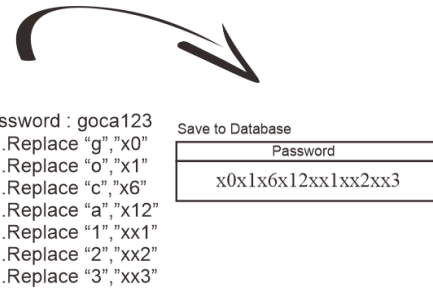 ssword : goca123
.Replace “g”,”x0”
.Replace “o”,”x1”
.Replace “c”,”x6”
.Replace “a”,”x12”
.Replace “1”,”xx1”
.Replace “2”,”xx2”
.Replace “3”,”xx3”
Save to Database
Password
x0x1x6x12xx1xx2xx3